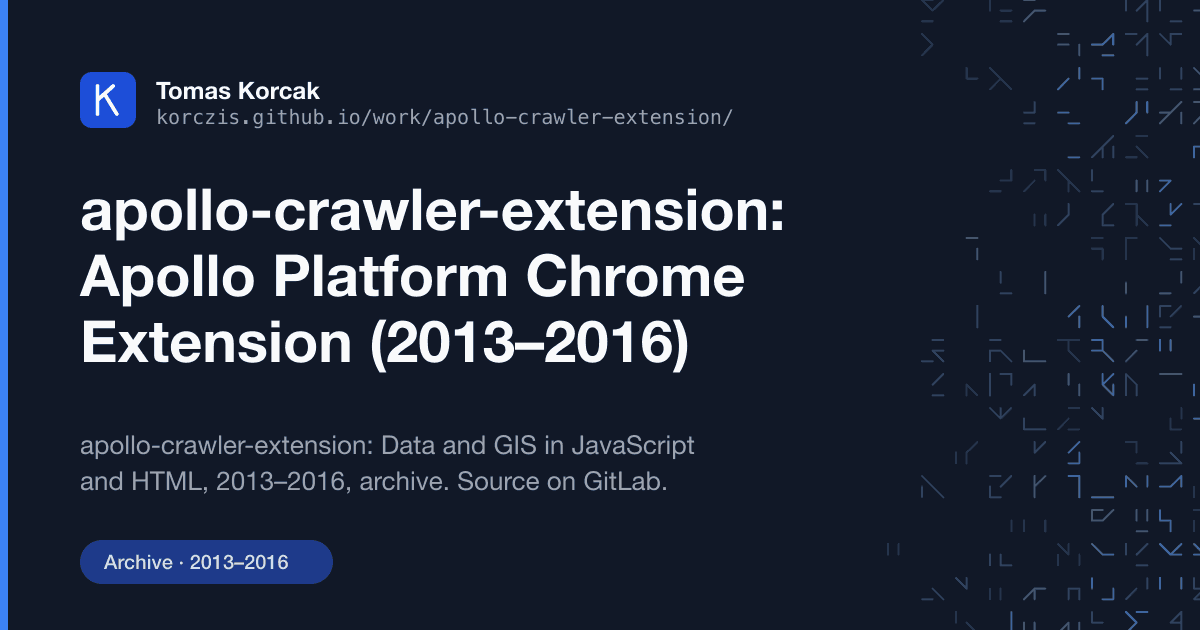 K
Tomas Korcak
korczis.github.io/work/apollo-crawler-extension/
apollo-crawler-extension:
Apollo Platform Chrome
Extension (2013–2016)
apollo-crawler-extension: Data and GIS in JavaScript
and HTML, 2013–2016, archive. Source on GitLab.
Archive · 2013–2016